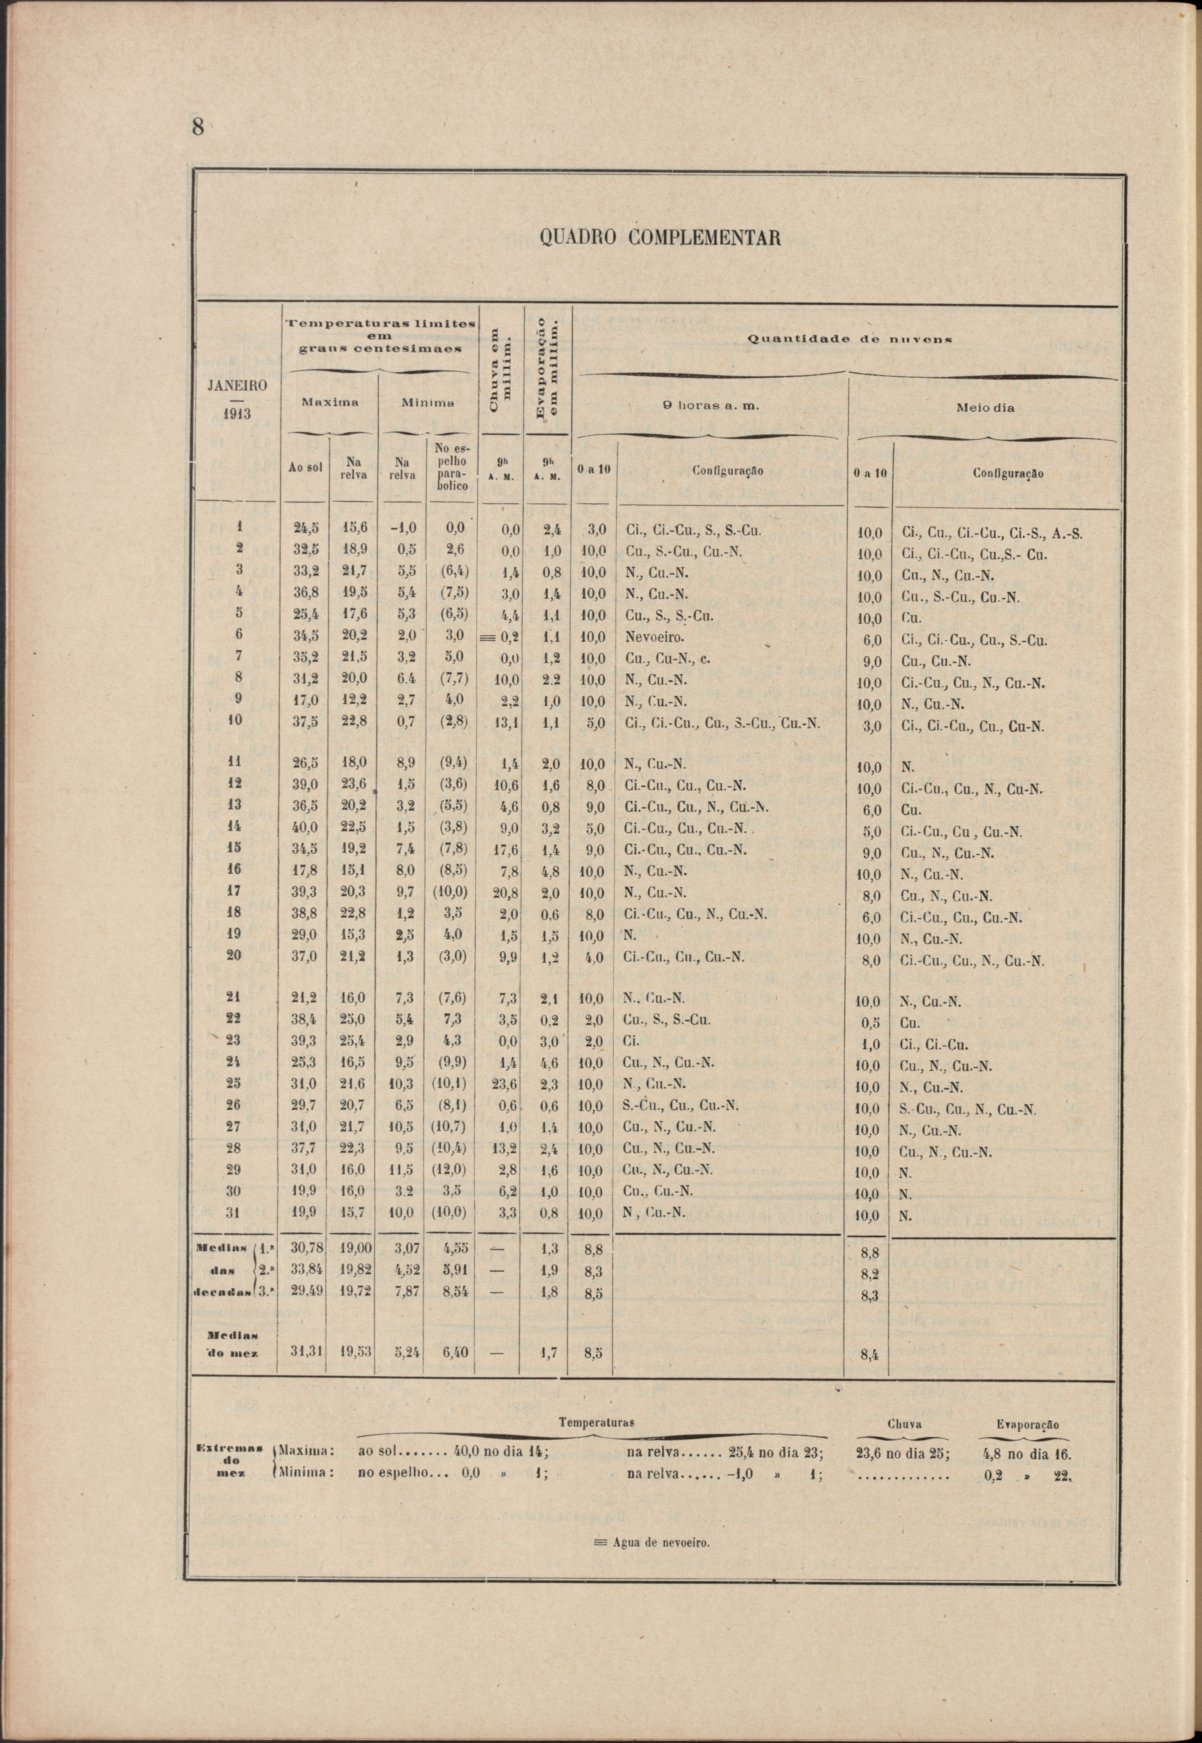 8
QUADRO COMPLEMENTAR
JANEIRO — 1913
Temperaturas limites em graus centesimaes
Chuva em millim.
Evaporação em millim.
Quantidade de nuvens
Maxima Minima
9 horas a. m. Meio dia
Ao sol Na relva Na relva No espelho parabolico 9h A. M. 9h A. M. 0 a 10 Configuração 0 a 10 Configuração
1 24,5 15,6 -1,0 0,0 0,0 2,4 3,0 Ci., Ci.-Cu., S., S.-Cu. 10,0 Ci., Cu., Ci.-Cu., Ci.-S., A.-S.
2 32,5 18,9 0,5 2,6 0,0 1,0 10,0 Cu., S.-Cu., Cu.-N. 10,0 Ci., Ci.-Cu., Cu.,S.- Cu.
3 33,2 21,7 5,5 (6,4) 1,4 0,8 10,0 N., Cu.-N. 10,0 Cu., N., Cu.-N.
4 36,8 19,5 5,4 (7,5) 3,0 1,4 10,0 N., Cu.-N. 10,0 Cu., S.-Cu., Cu.-N.
5 25,4 17,6 5,3 (6,5) 4,4 1,1 10,0 Cu., S., S.-Cu. 10,0 Cu.
6 34,5 20,2 2,0 3,0 ≡ 0,2 1,1 10,0 Nevoeiro. 6,0 Ci., Ci.-Cu., Cu., S.-Cu.
7 35,2 21,5 3,2 5,0 0,0 1,2 10,0 Cu., Cu-N., c. 9,0 Cu., Cu.-N.
8 31,2 20,0 6.4 (7,7) 10,0 2.2 10,0 N., Cu.-N. 10,0 Ci.-Cu., Cu., N., Cu.-N.
9 17,0 12,2 2,7 4,0 2,2 1,0 10,0 N., Cu.-N. 10,0 N., Cu.-N.
10 37,5 22,8 0,7 (2,8) 13,1 1,1 5,0 Ci., Ci.-Cu., Cu., S.-Cu., Cu.-N. 3,0 Ci., Ci.-Cu., Cu., Cu-N.
11 26,5 18,0 8,9 (9,4) 1,4 2,0 10,0 N., Cu.-N. 10,0 N.
12 39,0 23,6 1,5 (3,6) 10,6 1,6 8,0 Ci.-Cu., Cu., Cu.-N. 10,0 Ci.-Cu., Cu., N., Cu-N.
13 36,5 20,2 3,2 (5,5) 4,6 0,8 9,0 Ci.-Cu., Cu., N., Cu.-N. 6,0 Cu.
14 40,0 22,5 1,5 (3,8) 9,0 3,2 5,0 Ci.-Cu., Cu., Cu.-N. 5,0 Ci.-Cu., Cu , Cu.-N.
15 34,5 19,2 7,4 (7,8) 17,6 1,4 9,0 Ci.-Cu., Cu., Cu.-N. 9,0 Cu., N., Cu.-N.
16 17,8 15,1 8,0 (8,5) 7,8 4,8 10,0 N., Cu.-N. 10,0 N., Cu.-N.
17 39,3 20,3 9,7 (10,0) 20,8 2,0 10,0 N., Cu.-N. 8,0 Cu., N., Cu.-N.
18 38,8 22,8 1,2 3,5 2,0 0,6 8,0 Ci.-Cu., Cu., N., Cu.-N. 6,0 Ci.-Cu., Cu., Cu.-N.
19 29,0 15,3 2,5 4,0 1,5 1,5 10,0 N. 10,0 N., Cu.-N.
20 37,0 21,2 1,3 (3,0) 9,9 1,2 4,0 Ci.-Cu., Cu., Cu.-N. 8,0 Ci.-Cu., Cu., N., Cu.-N.
21 21,2 16,0 7,3 (7,6) 7,3 2,1 10,0 N., Cu.-N. 10,0 N., Cu.-N.
22 38,4 25,0 5,4 7,3 3,5 0,2 2,0 Cu., S., S.-Cu. 0,5 Cu.
23 39,3 25,4 2,9 4,3 0,0 3,0 2,0 Ci. 1,0 Ci., Ci.-Cu.
24 25,3 16,5 9,5 (9,9) 1,4 4,6 10,0 Cu., N., Cu.-N. 10,0 Cu., N., Cu.-N.
25 31,0 21,6 10,3 (10,1) 23,6 2,3 10,0 N., Cu.-N. 10,0 N., Cu.-N.
26 29,7 20,7 6,5 (8,1) 0,6 0,6 10,0 S.-Cu., Cu., Cu.-N. 10,0 S.-Cu., Cu., N., Cu.-N.
27 31,0 21,7 10,5 (10,7) 1,0 1,4 10,0 Cu., N., Cu.-N. 10,0 N., Cu.-N.
28 37,7 22,3 9,5 (10,4) 13,2 2,4 10,0 Cu., N., Cu.-N. 10,0 Cu., N., Cu.-N.
29 31,0 16,0 11,5 (12,0) 2,8 1,6 10,0 Cu., N., Cu.-N. 10,0 N.
30 19,9 16,0 3.2 3,5 6,2 1,0 10,0 Cu., Cu.-N. 10,0 N.
31 19,9 15,7 10,0 (10,0) 3,3 0,8 10,0 N , Cu.-N. 10,0 N.
Medias 1.ª 30,78 19,00 3,07 4,55 — 1,3 8,8 8,8
das 2.ª 33,84 19,82 4,52 5,91 — 1,9 8,3 8,2
decadas 3.ª 29,49 19,72 7,87 8,54 — 1,8 8,5 8,3
Medias
do mez 31,31 19,53 5,24 6,40 — 1,7 8,5 8,4
Temperaturas Chuva Evaporação
Extremas do mez
Maxima: ao sol....... 40,0 no dia 14; na relva...... 25,4 no dia 23; 23,6 no dia 25; 4,8 no dia 16.
Minima: no espelho... 0,0 » 1; na relva...... -1,0 » 1; ............. 0,2 » 22.
≡ Agua de nevoeiro.